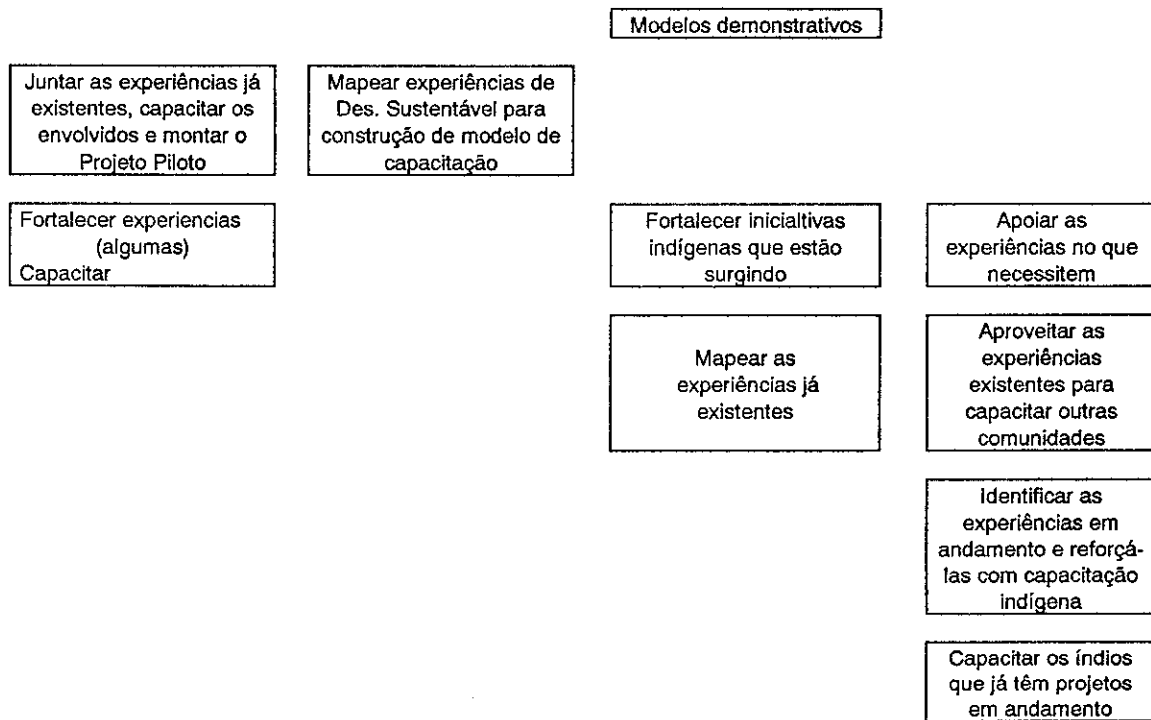 Modelos demonstrativos
Juntar as experiências já
existentes, capacitar os
envolvidos e montar o
Projeto Piloto
Mapear experiências de
Des. Sustentável para
construção de modelo de
capacitação
Fortalecer experiencias
(algumas)
Capacitar
Fortalecer inicialtivas
indígenas que estão
surgindo
Apoiar as
experiências no que
necessitem
Mapear as
experiências já
existentes
Aproveitar as
experiências
existentes para
capacitar outras
comunidades
Identificar as
experiências em
andamento e reforçá-
las com capacitação
indígena
Capacitar os índios
que já têm projetos
em andamento